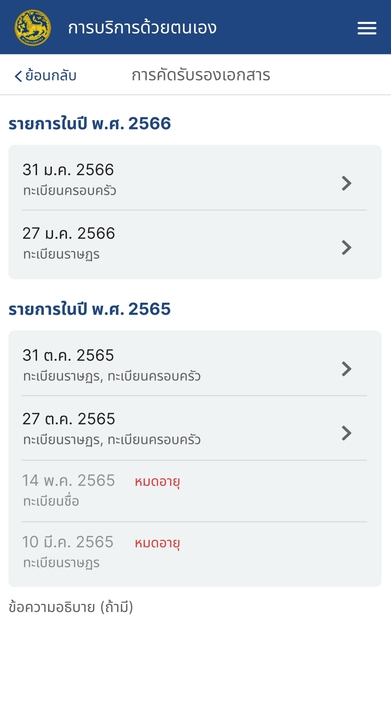 การบริการด้วยตนเอง
ย้อนกลับ
การคัดรับรองเอกสาร
รายการในปี พ.ศ. 2566
31 ม.ค. 2566
ทะเบียนครอบครัว
27 ม.ค. 2566
ทะเบียนราษฎร
รายการในปี พ.ศ. 2565
31 ต.ค. 2565
ทะเบียนราษฎร, ทะเบียนครอบครัว
27 ต.ค. 2565
ทะเบียนราษฎร, ทะเบียนครอบครัว
14 พ.ค. 2565 หมดอายุ
ทะเบียนชื่อ
10 มี.ค. 2565 หมดอายุ
ทะเบียนราษฎร
ข้อความอธิบาย (ถ้ามี)